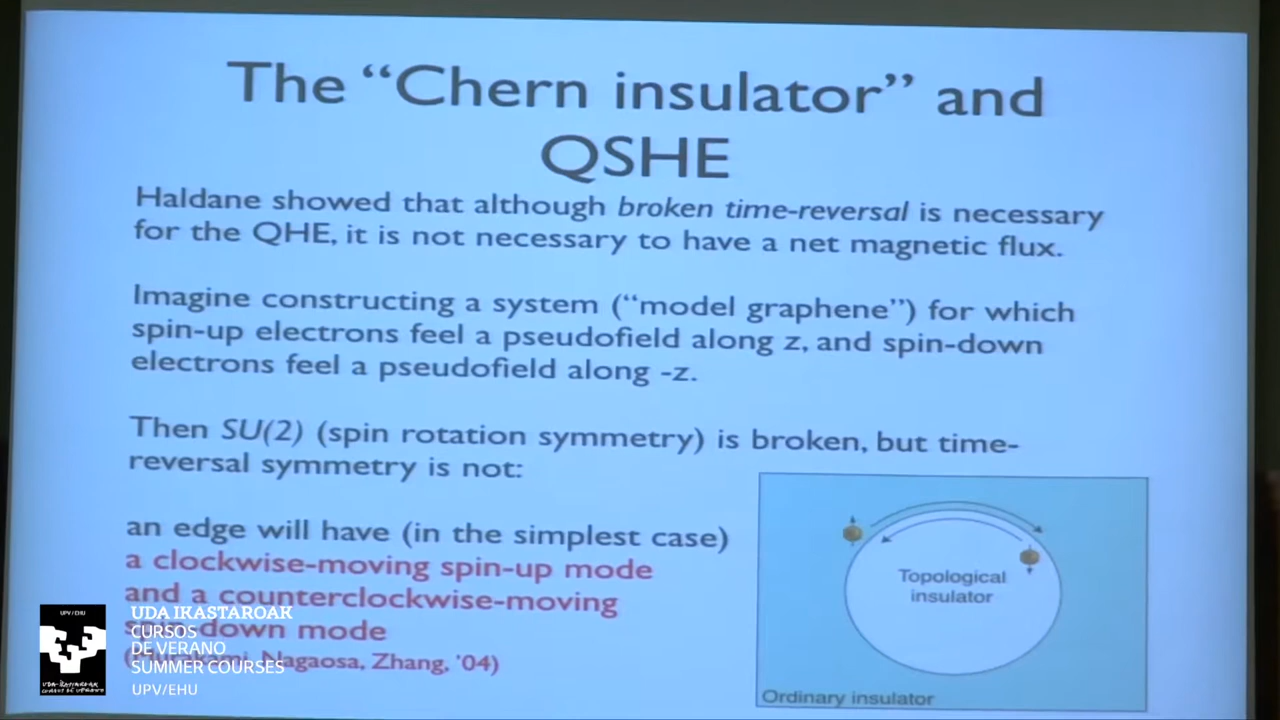 The “Chern insulator” and
QSHE
Haldane showed that although broken time-reversal is necessary
for the QHE, it is not necessary to have a net magnetic flux.
Imagine constructing a system (“model graphene”) for which
spin-up electrons feel a pseudofield along z, and spin-down
electrons feel a pseudofield along -z.
Then SU(2) (spin rotation symmetry) is broken, but time-
reversal symmetry is not:
an edge will have (in the simplest case)
a clockwise-moving spin-up mode
and a counterclockwise-moving
spin-down mode
Nagaosa, Zhang, ’04)
Topological
insulator
Ordinary insulator
UPV/EHU
UDA IKASTAROAK
CURSOS
DE VERANO
SUMMER COURSES
UPV/EHU